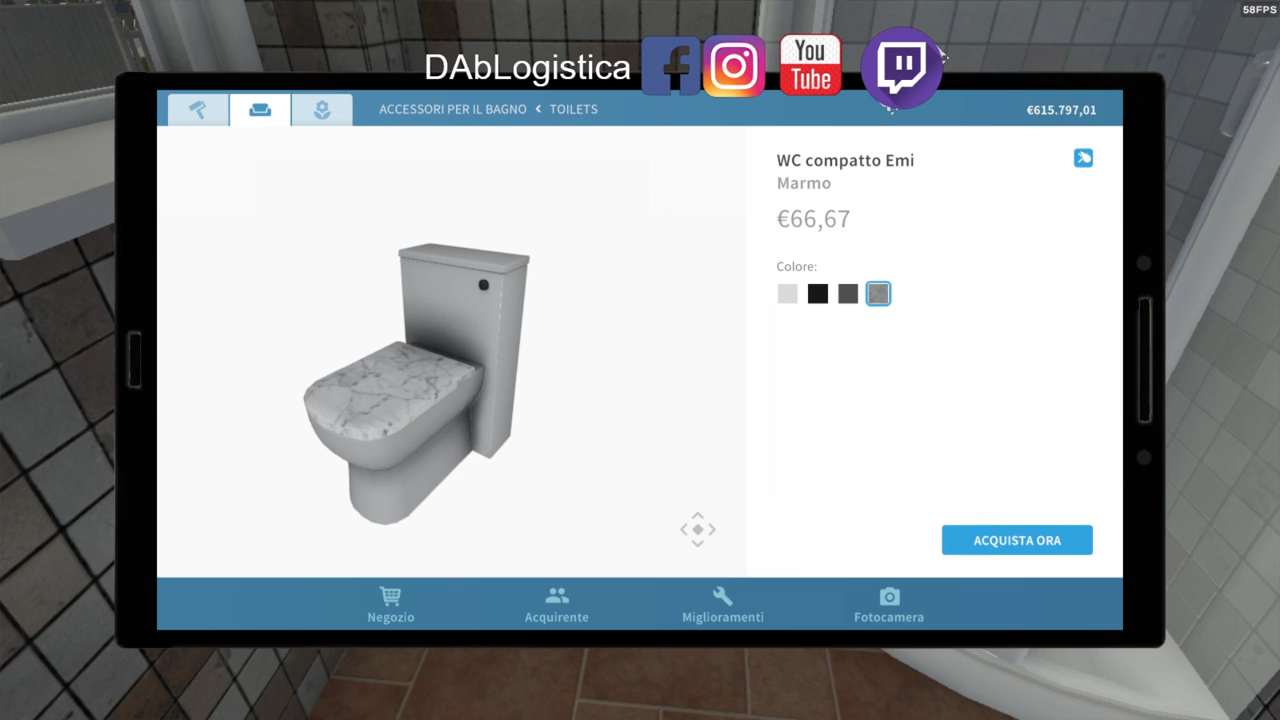 58FPS
DAbLogistica
f
You
Tube
ACCESSORI PER IL BAGNO < TOILETS
€615.797,01
WC compatto Emi
Marmo
€66,67
Colore:
ACQUISTA ORA
Negozio
Acquirente
Miglioramenti
Fotocamera